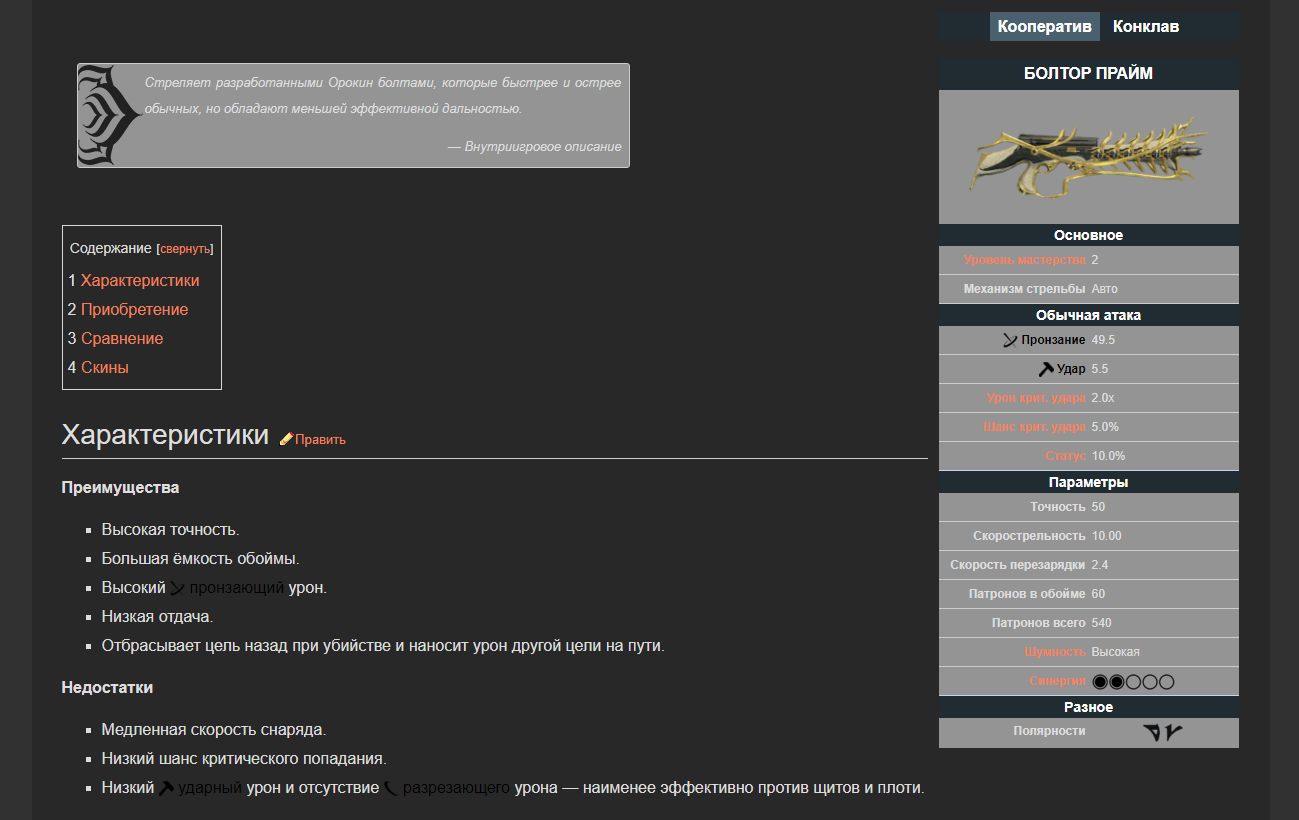 Стреляет разработанными Орокин болтами, которые быстрее и острее
обычных, но обладают меньшей эффективной дальностью.
— Внутриигровое описание
Содержание [свернуть]
1 Характеристики
2 Приобретение
3 Сравнение
4 Скины
Характеристики Править
Преимущества
Высокая точность.
Большая ёмкость обоймы.
Высокий пронзающий урон.
Низкая отдача.
Отбрасывает цель назад при убийстве и наносит урон другой цели на пути.
Недостатки
Медленная скорость снаряда.
Низкий шанс критического попадания.
Низкий ударный урон и отсутствие разрезающего урона — наименее эффективно против щитов и плоти.
Кооператив Конклав
БОЛТОР ПРАЙМ
Основное
Уровень мастерства 2
Механизм стрельбы Авто
Обычная атака
Пронзание 49.5
Удар 5.5
Урон крит. удара 2.0x
Шанс крит. удара 5.0%
Статус 10.0%
Параметры
Точность 50
Скорострельность 10.00
Скорость перезарядки 2.4
Патронов в обойме 60
Патронов всего 540
Шумность Высокая
Синергия
Разное
Полярности